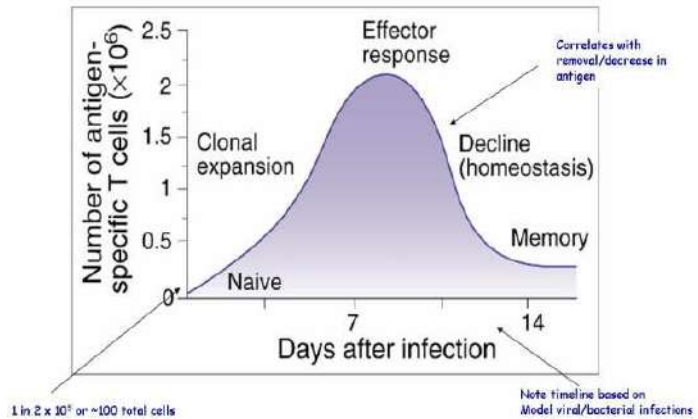 Effector
response
Correlates with
removal/decrease in
antigen
Number of antigen-
specific T cells (×10⁶)
2.5
2
1.5
1
0.5
0
Clonal
expansion
Decline
(homeostasis)
Memory
Naive
7
14
Days after infection
1 in 2 x 10⁵ or ~100 total cells
Note timeline based on
Model viral/bacterial infections